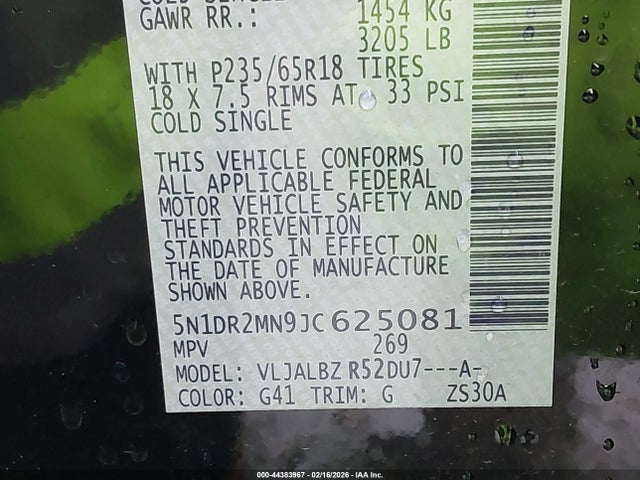 GAWR RR.: 1454 KG
3205 LB
WITH P235/65R18 TIRES
18 X 7.5 RIMS AT 33 PSI
COLD SINGLE
THIS VEHICLE CONFORMS TO
ALL APPLICABLE FEDERAL
MOTOR VEHICLE SAFETY AND
THEFT PREVENTION
STANDARDS IN EFFECT ON
THE DATE OF MANUFACTURE
SHOWN ABOVE.
5N1DR2MN9JC625081
MPV 269
MODEL: VLJALBZ R52DU7---A-
COLOR: G41 TRIM: G ZS30A
000-44383967 - 02/16/2026 - IAA Inc.